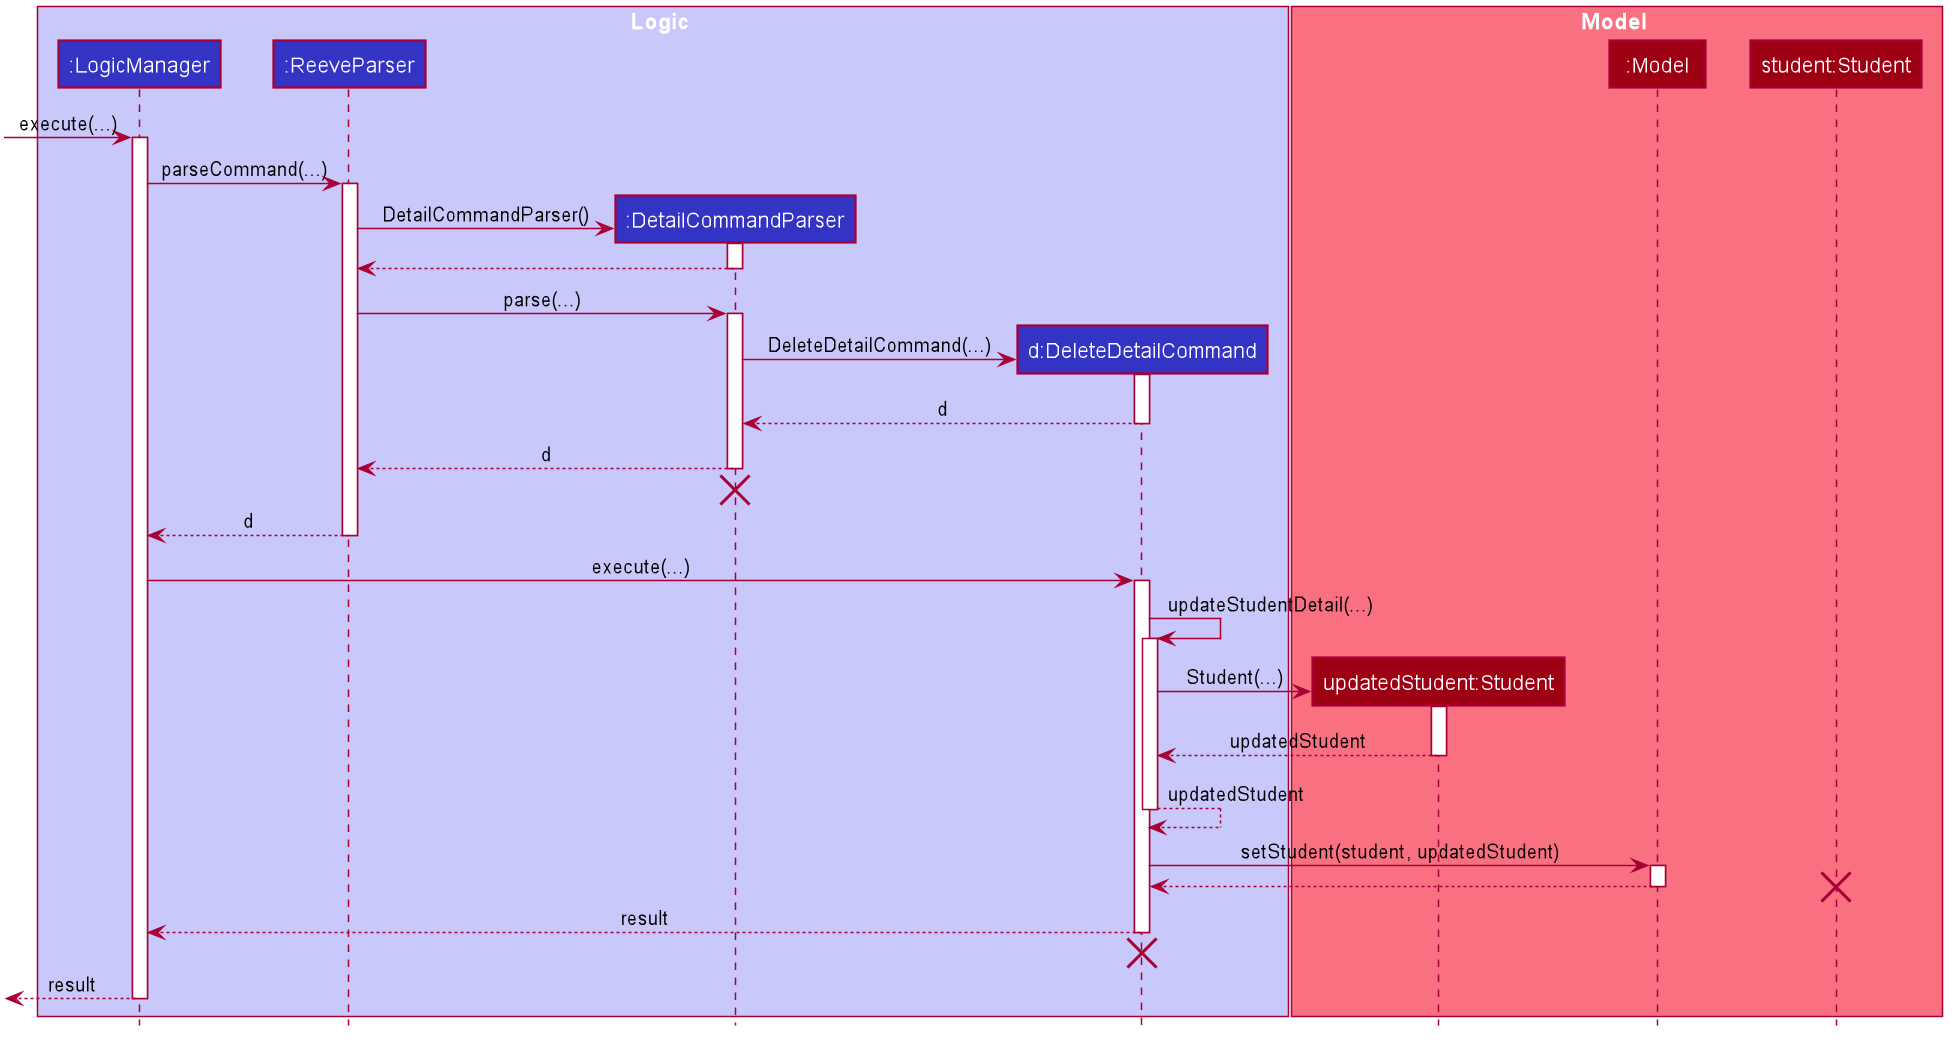 Logic
Model
:LogicManager
:ReeveParser
:Model
student:Student
execute(...)
parseCommand(...)
DetailCommandParser()
:DetailCommandParser
parse(...)
DeleteDetailCommand(...)
d:DeleteDetailCommand
d
d
d
execute(...)
updateStudentDetail(...)
Student(...)
updatedStudent:Student
updatedStudent
updatedStudent
setStudent(student, updatedStudent)
result
result